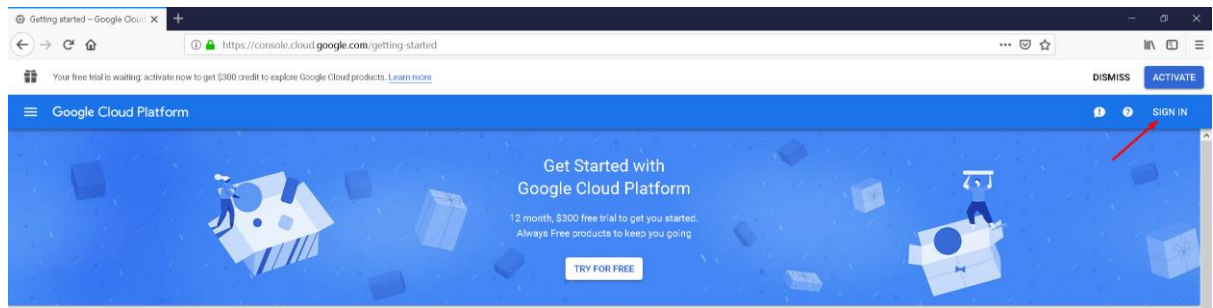 Getting started – Google Cloud
https://console.cloud.google.com/getting-started
Your free trial is waiting: activate now to get $300 credit to explore Google Cloud products. Learn more
DISMISS
ACTIVATE
Google Cloud Platform
SIGN IN
Get Started with
Google Cloud Platform
12 month, $300 free trial to get you started.
Always Free products to keep you going
TRY FOR FREE